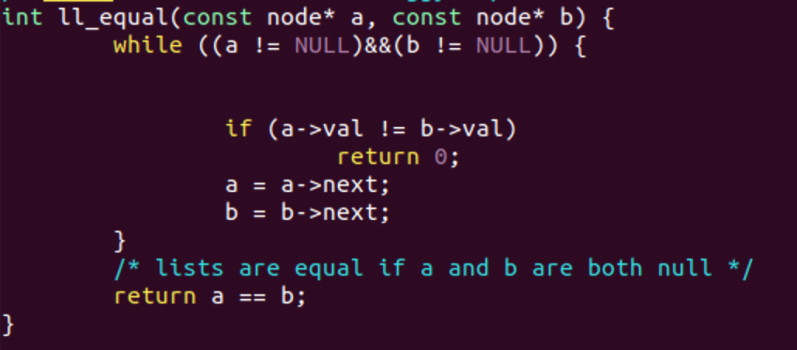 int ll_equal(const node* a, const node* b) {
        while ((a != NULL)&&(b != NULL)) {
                if (a->val != b->val)
                        return 0;
                a = a->next;
                b = b->next;
        }
        /* lists are equal if a and b are both null */
        return a == b;
}